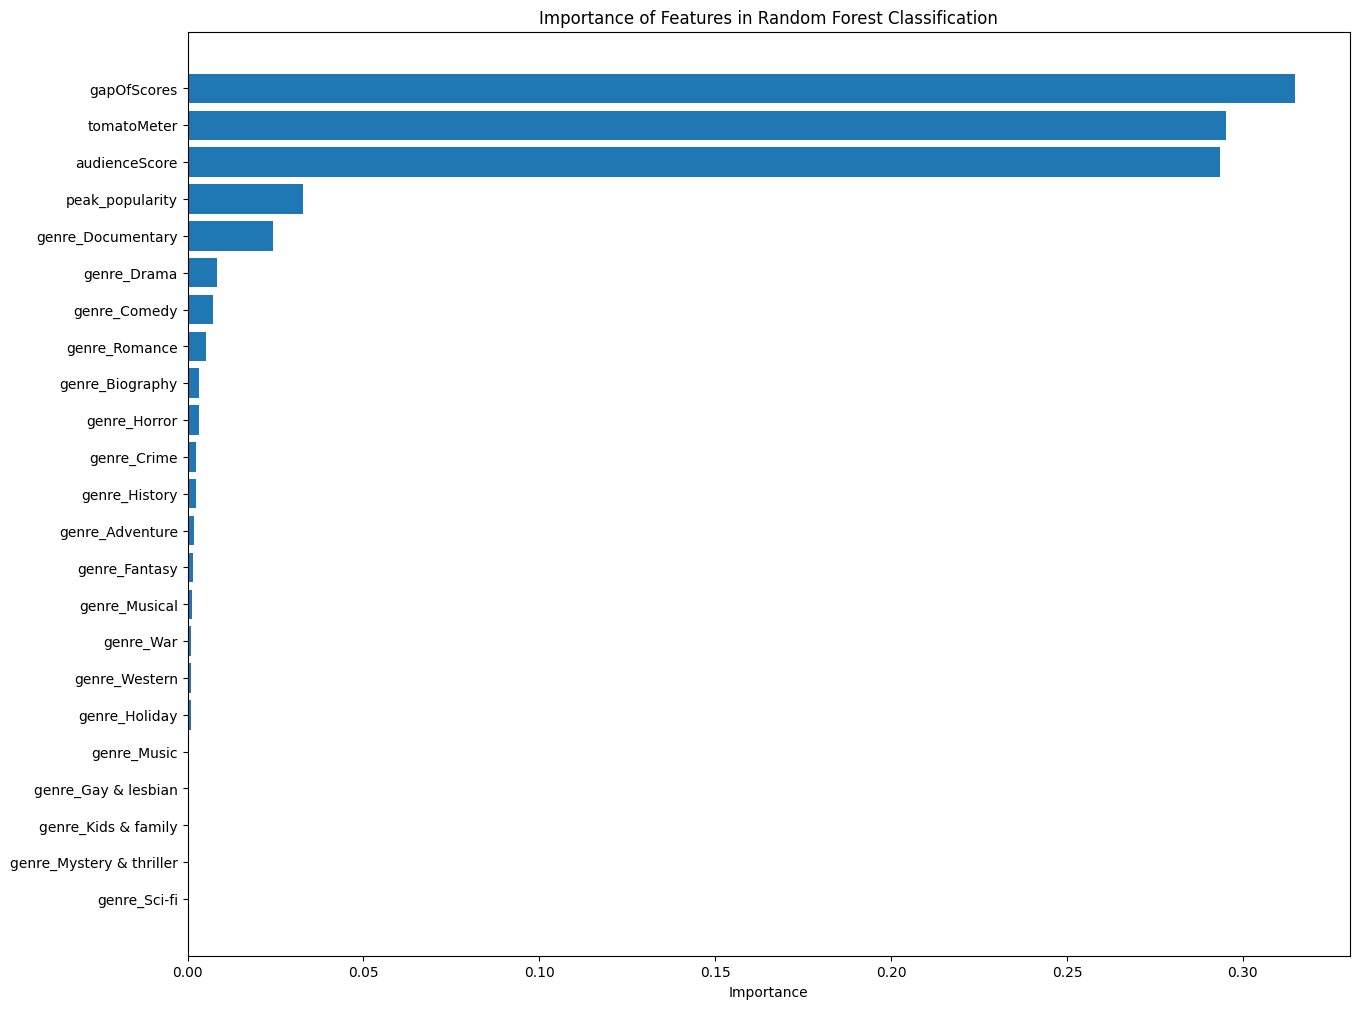 Importance of Features in Random Forest Classification
gapOfScores
tomatoMeter
audienceScore
peak_popularity
genre_Documentary
genre_Drama
genre_Comedy
genre_Romance
genre_Biography
genre_Horror
genre_Crime
genre_History
genre_Adventure
genre_Fantasy
genre_Musical
genre_War
genre_Western
genre_Holiday
genre_Music
genre_Gay & lesbian
genre_Kids & family
genre_Mystery & thriller
genre_Sci-fi
0.00 0.05 0.10 0.15 0.20 0.25 0.30
Importance